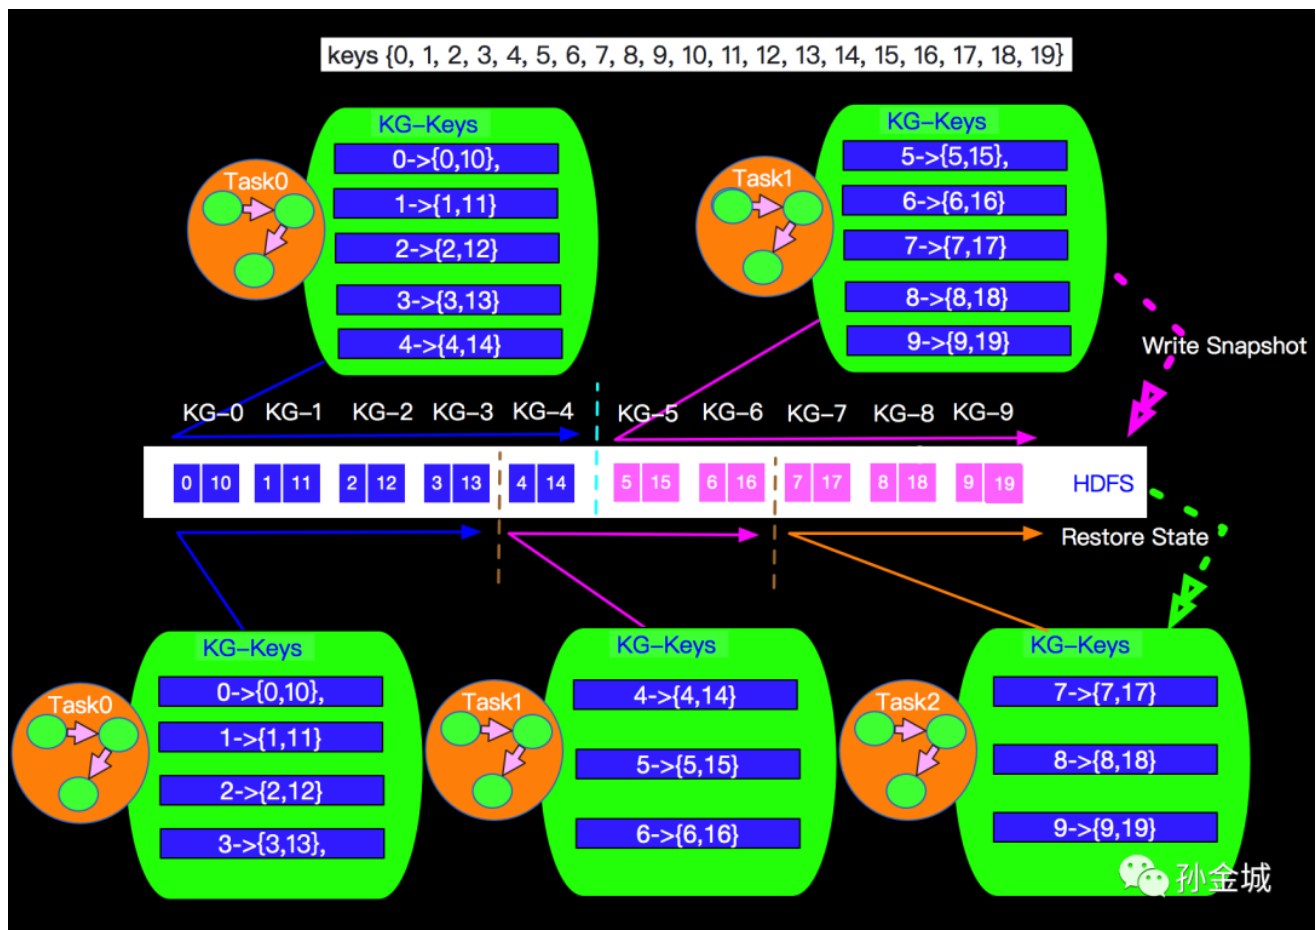 keys {0, 1, 2, 3, 4, 5, 6, 7, 8, 9, 10, 11, 12, 13, 14, 15, 16, 17, 18, 19}
KG-Keys
0->{0,10},
1->{1,11}
2->{2,12}
3->{3,13}
4->{4,14}
Task0
KG-Keys
5->{5,15},
6->{6,16}
7->{7,17}
8->{8,18}
9->{9,19}
Task1
Write Snapshot
KG-0 KG-1 KG-2 KG-3 KG-4 KG-5 KG-6 KG-7 KG-8 KG-9
0 10 1 11 2 12 3 13 4 14 5 15 6 16 7 17 8 18 9 19 HDFS
Restore State
KG-Keys
0->{0,10},
1->{1,11}
2->{2,12}
3->{3,13},
Task0
KG-Keys
4->{4,14}
5->{5,15}
6->{6,16}
Task1
KG-Keys
7->{7,17}
8->{8,18}
9->{9,19}
Task2
孙金城